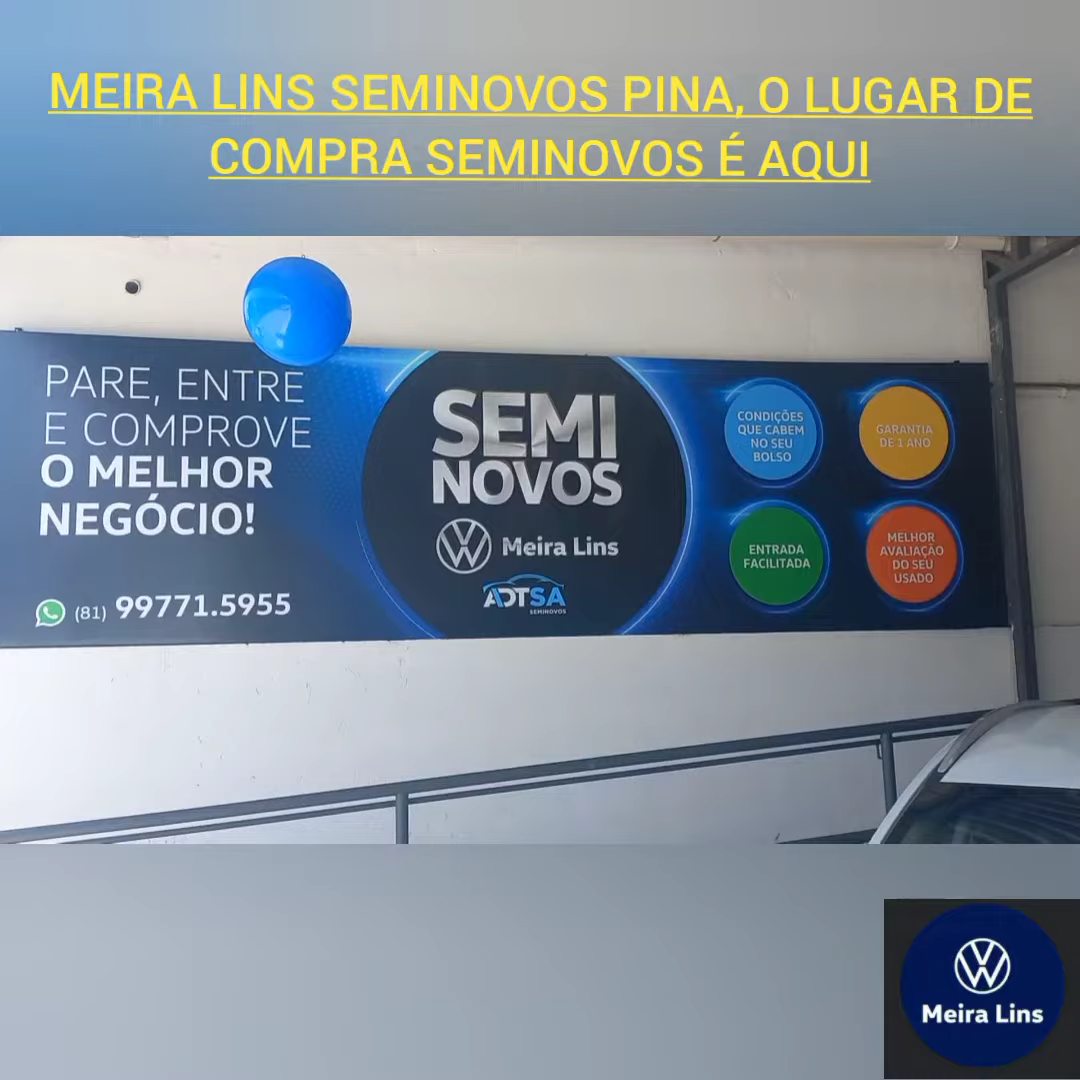 MEIRA LINS SEMINOVOS PINA, O LUGAR DE
COMPRA SEMINOVOS É AQUI
PARE, ENTRE
E COMPROVE
O MELHOR
NEGÓCIO!
(81) 99771.5955
SEMI
NOVOS
Meira Lins
ADTSA
SEMINOVOS
CONDIÇÕES
QUE CABEM
NO SEU
BOLSO
GARANTIA
DE 1 ANO
ENTRADA
FACILITADA
MELHOR
AVALIAÇÃO
DO SEU
USADO
Meira Lins